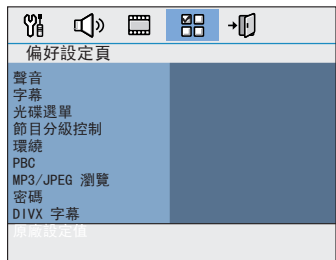 偏好設定頁
聲音
字幕
光碟選單
節目分級控制
環繞
PBC
MP3/JPEG 瀏覽
密碼
DIVX 字幕
原廠設定值